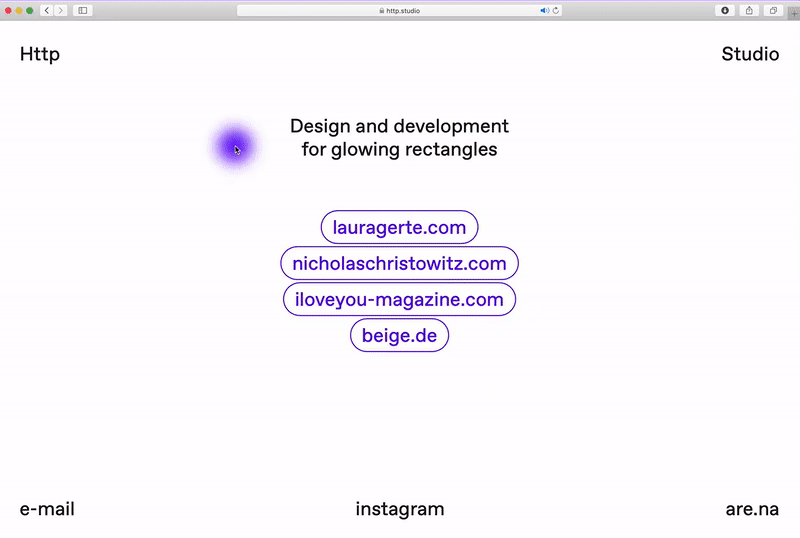 http.studio
Http
Studio
Design and development
for glowing rectangles
lauragerte.com
nicholaschristowitz.com
iloveyou-magazine.com
beige.de
e-mail
instagram
are.na